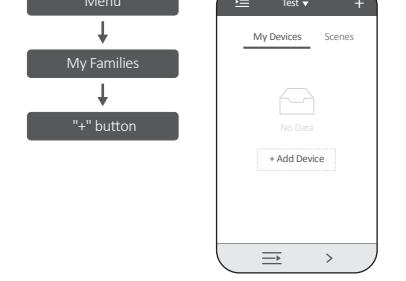 Menu
My Families
"+" button
Test ▾ +
My Devices Scenes
No Data
+ Add Device